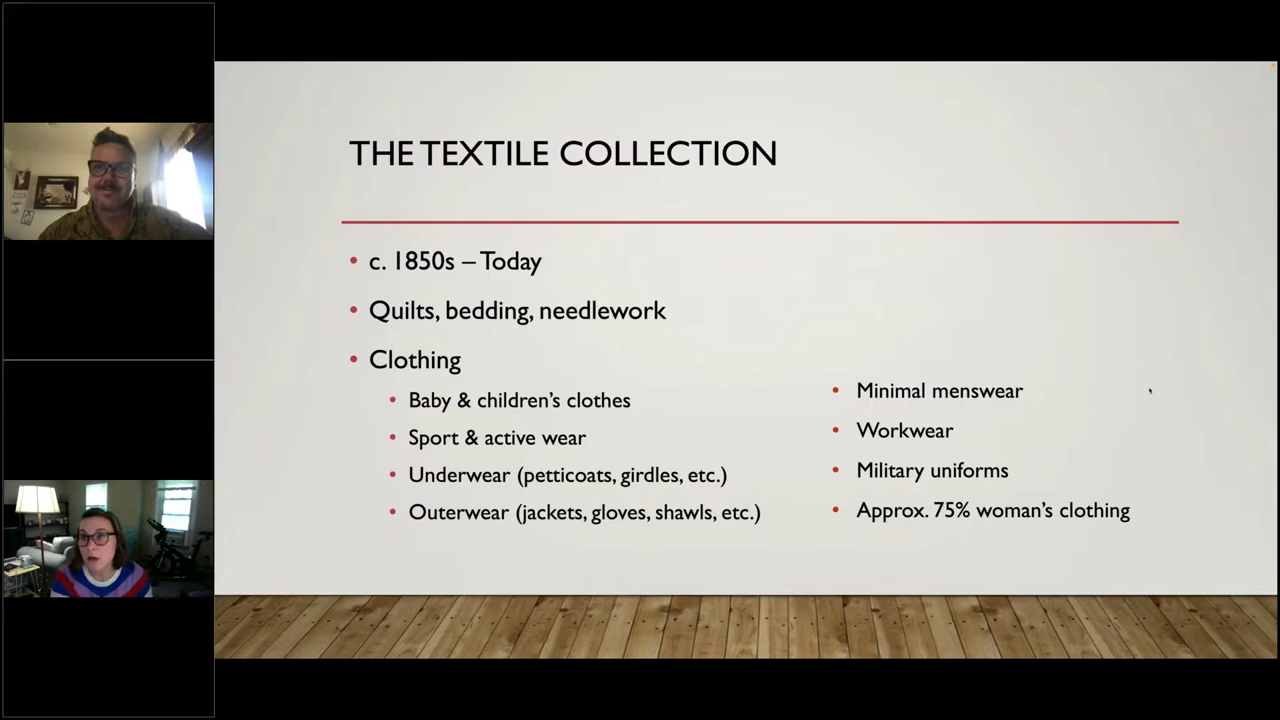 THE TEXTILE COLLECTION
• c. 1850s – Today
• Quilts, bedding, needlework
• Clothing
• Baby & children's clothes
• Sport & active wear
• Underwear (petticoats, girdles, etc.)
• Outerwear (jackets, gloves, shawls, etc.)
• Minimal menswear
• Workwear
• Military uniforms
• Approx. 75% woman's clothing